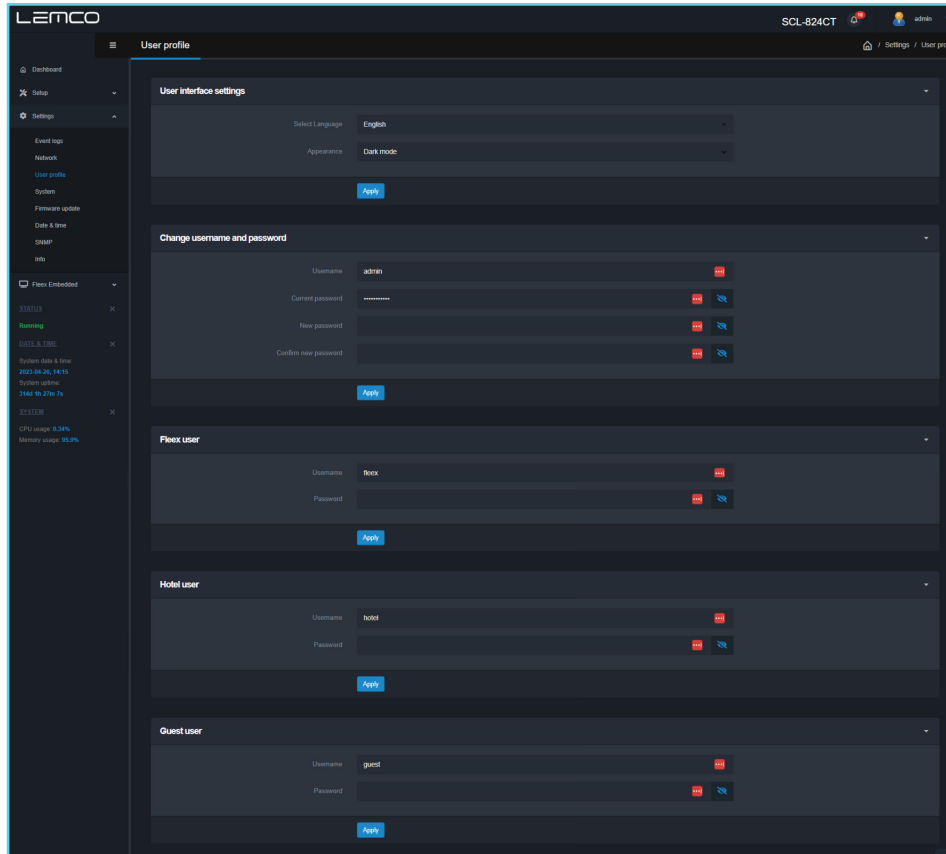 LEMCO
SCL-824CT
admin
User profile
/ Settings / User pro
Dashboard
Setup
Settings
Event logs
Network
User profile
System
Firmware update
Date & time
SNMP
Info
Fleex Embedded
STATUS
Running
DATE & TIME
System date & time:
2023-04-26, 14:15
System uptime:
314d 1h 27m 7s
SYSTEM
CPU usage: 0.34%
Memory usage: 95.9%
User interface settings
Select Language English
Appearance Dark mode
Apply
Change username and password
Username admin
Current password •••••••••••
New password
Confirm new password
Apply
Fleex user
Username fleex
Password
Apply
Hotel user
Username hotel
Password
Apply
Guest user
Username guest
Password
Apply